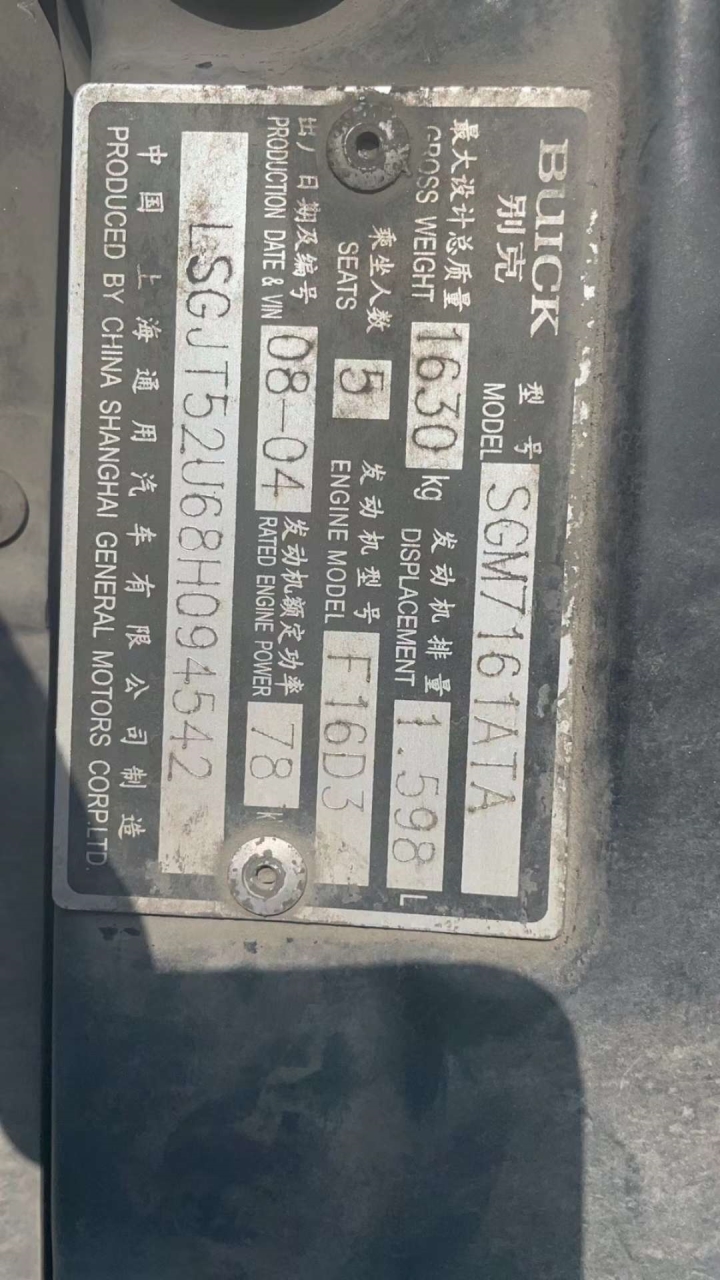 BUICK
别克
型号
MODEL SGM7161ATA
最大设计总质量
GROSS WEIGHT 1630 kg
发动机排量
DISPLACEMENT 1.598 L
乘坐人数
SEATS 5
发动机型号
ENGINE MODEL F16D3
日期及编号
PRODUCTION DATE & VIN 08-04
发动机额定功率
RATED ENGINE POWER 78 k
LSGJT52U68H094542
中国 上海通用汽车有限公司制造
PRODUCED BY CHINA SHANGHAI GENERAL MOTORS CORP.LTD.